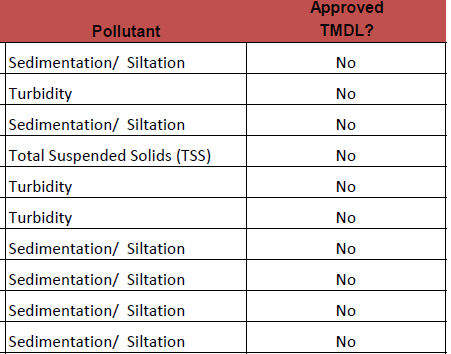 Pollutant Approved TMDL?
Sedimentation/ Siltation No
Turbidity No
Sedimentation/ Siltation No
Total Suspended Solids (TSS) No
Turbidity No
Turbidity No
Sedimentation/ Siltation No
Sedimentation/ Siltation No
Sedimentation/ Siltation No
Sedimentation/ Siltation No